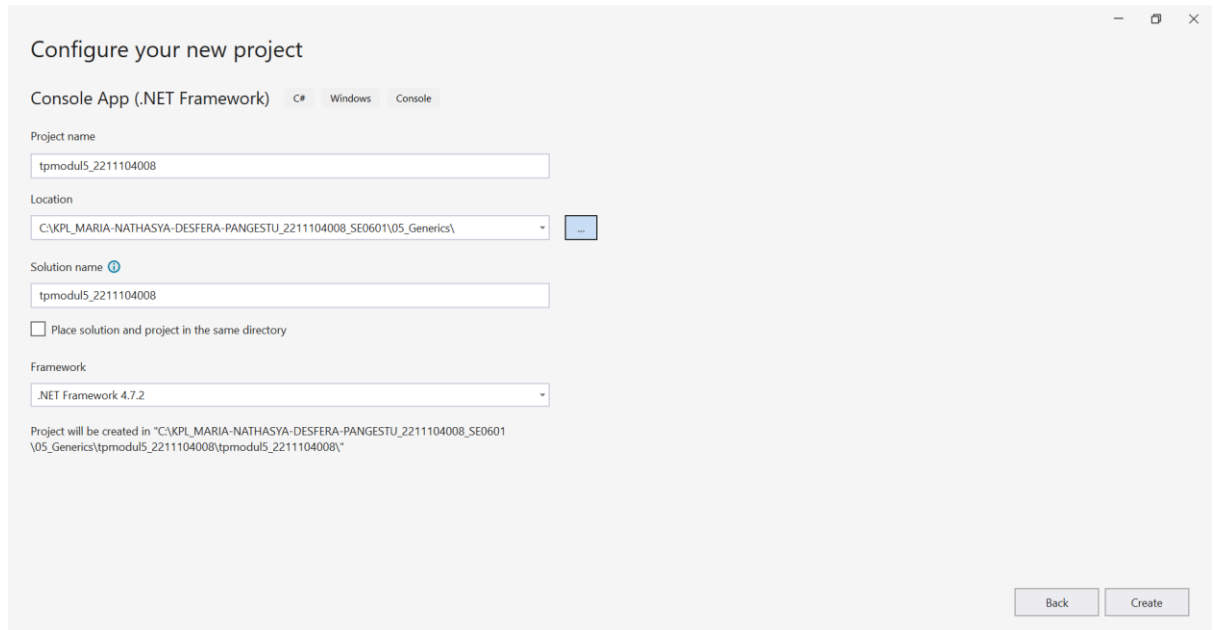 Configure your new project
Console App (.NET Framework) C# Windows Console
Project name
tpmodul5_2211104008
Location
C:\KPL_MARIA-NATHASYA-DESFERA-PANGESTU_2211104008_SE0601\05_Generics\
...
Solution name
tpmodul5_2211104008
Place solution and project in the same directory
Framework
.NET Framework 4.7.2
Project will be created in "C:\KPL_MARIA-NATHASYA-DESFERA-PANGESTU_2211104008_SE0601
\05_Generics\tpmodul5_2211104008\tpmodul5_2211104008\"
Back Create